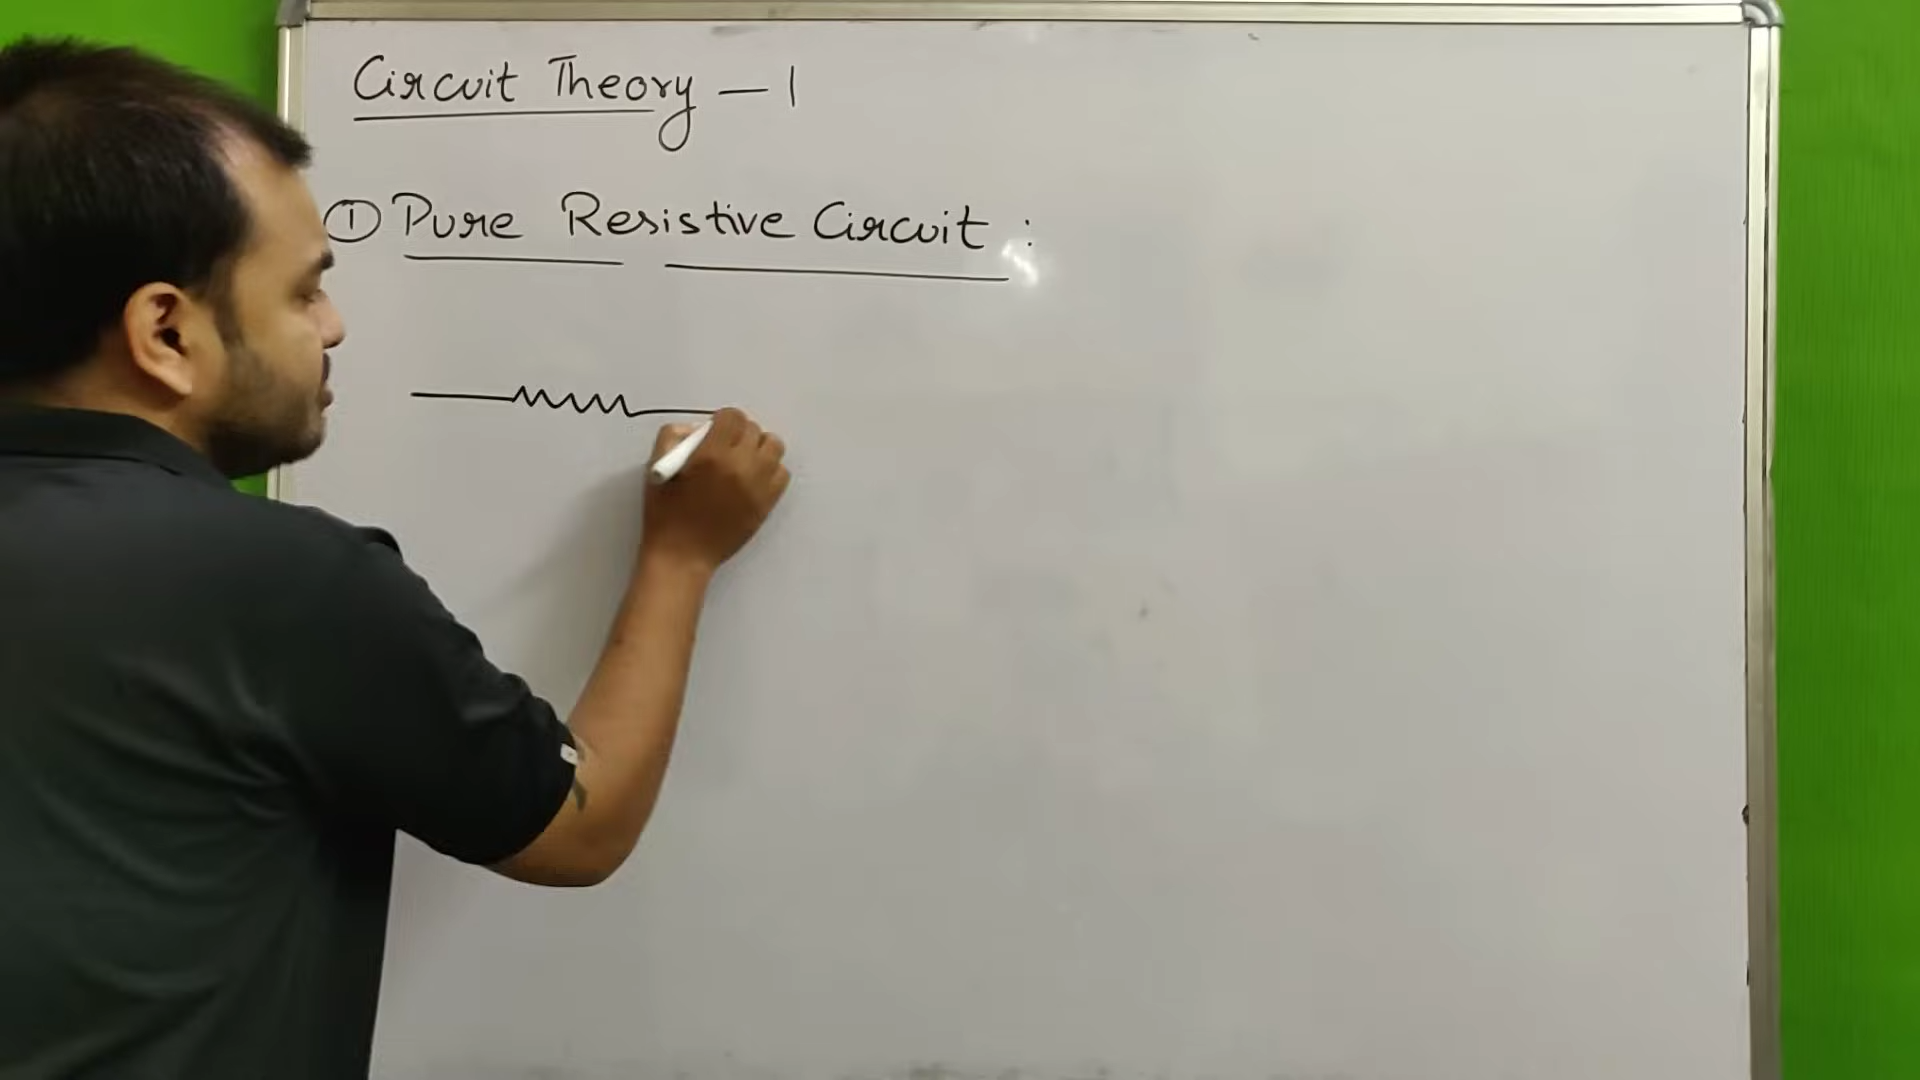 Circuit Theory – 1
① Pure Resistive Circuit :